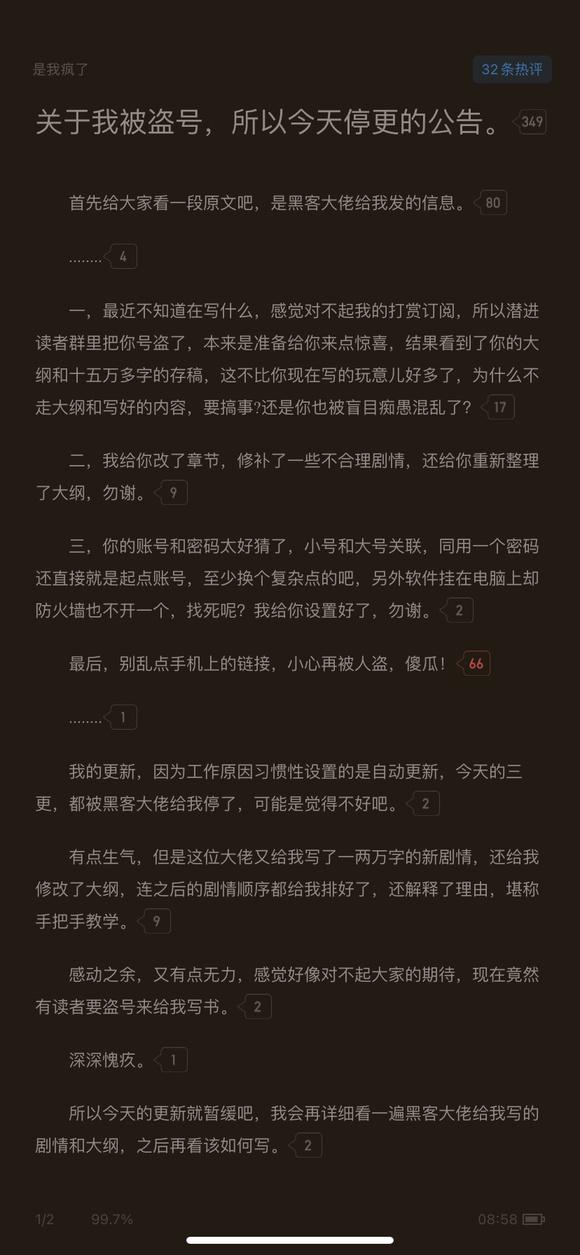 是我疯了
32条热评
关于我被盗号，所以今天停更的公告。 349
首先给大家看一段原文吧，是黑客大佬给我发的信息。 80
........ 4
一，最近不知道在写什么，感觉对不起我的打赏订阅，所以潜进
读者群里把你号盗了，本来是准备给你来点惊喜，结果看到了你的大
纲和十五万多字的存稿，这不比你现在写的玩意儿好多了，为什么不
走大纲和写好的内容，要搞事?还是你也被盲目痴愚混乱了？ 17
二，我给你改了章节，修补了一些不合理剧情，还给你重新整理
了大纲，勿谢。 9
三，你的账号和密码太好猜了，小号和大号关联，同用一个密码
还直接就是起点账号，至少换个复杂点的吧，另外软件挂在电脑上却
防火墙也不开一个，找死呢？我给你设置好了，勿谢。 2
最后，别乱点手机上的链接，小心再被人盗，傻瓜！ 66
........ 1
我的更新，因为工作原因习惯性设置的是自动更新，今天的三
更，都被黑客大佬给我停了，可能是觉得不好吧。 2
有点生气，但是这位大佬又给我写了一两万字的新剧情，还给我
修改了大纲，连之后的剧情顺序都给我排好了，还解释了理由，堪称
手把手教学。 9
感动之余，又有点无力，感觉好像对不起大家的期待，现在竟然
有读者要盗号来给我写书。 2
深深愧疚。 1
所以今天的更新就暂缓吧，我会再详细看一遍黑客大佬给我写的
剧情和大纲，之后再看该如何写。 2
1/2 99.7% 08:58